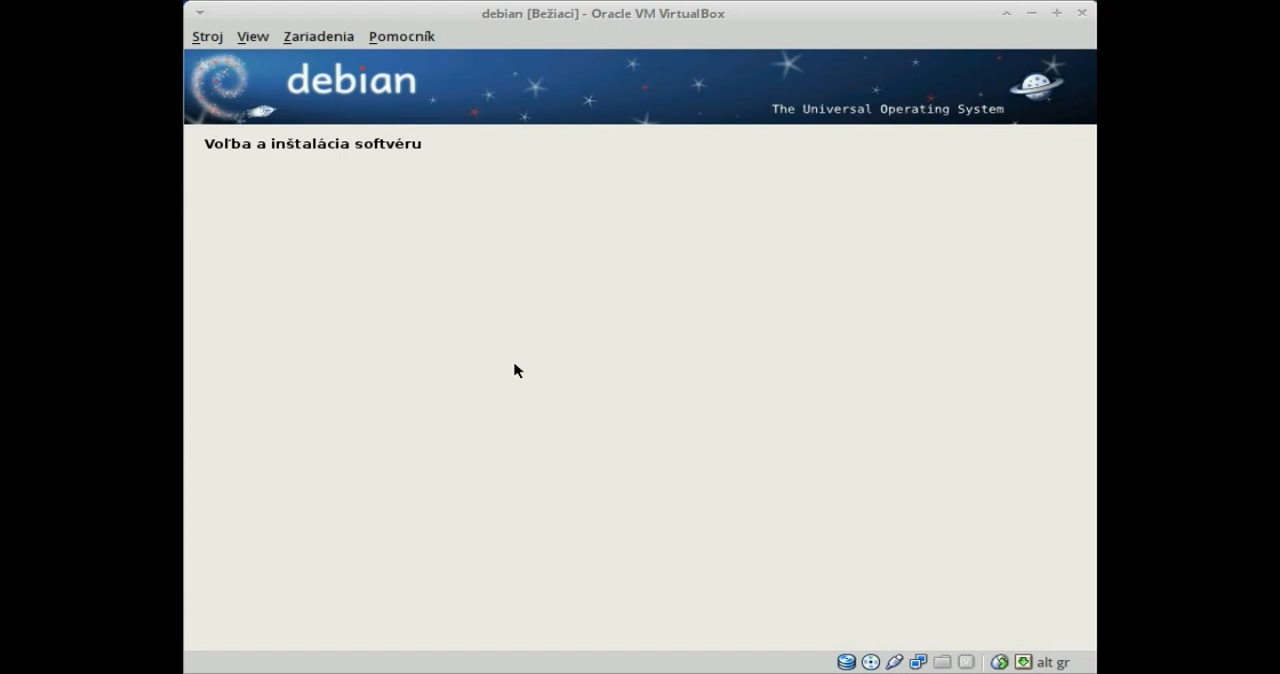 debian [Bežiaci] - Oracle VM VirtualBox
Stroj View Zariadenia Pomocník
debian
The Universal Operating System
Voľba a inštalácia softvéru
alt gr